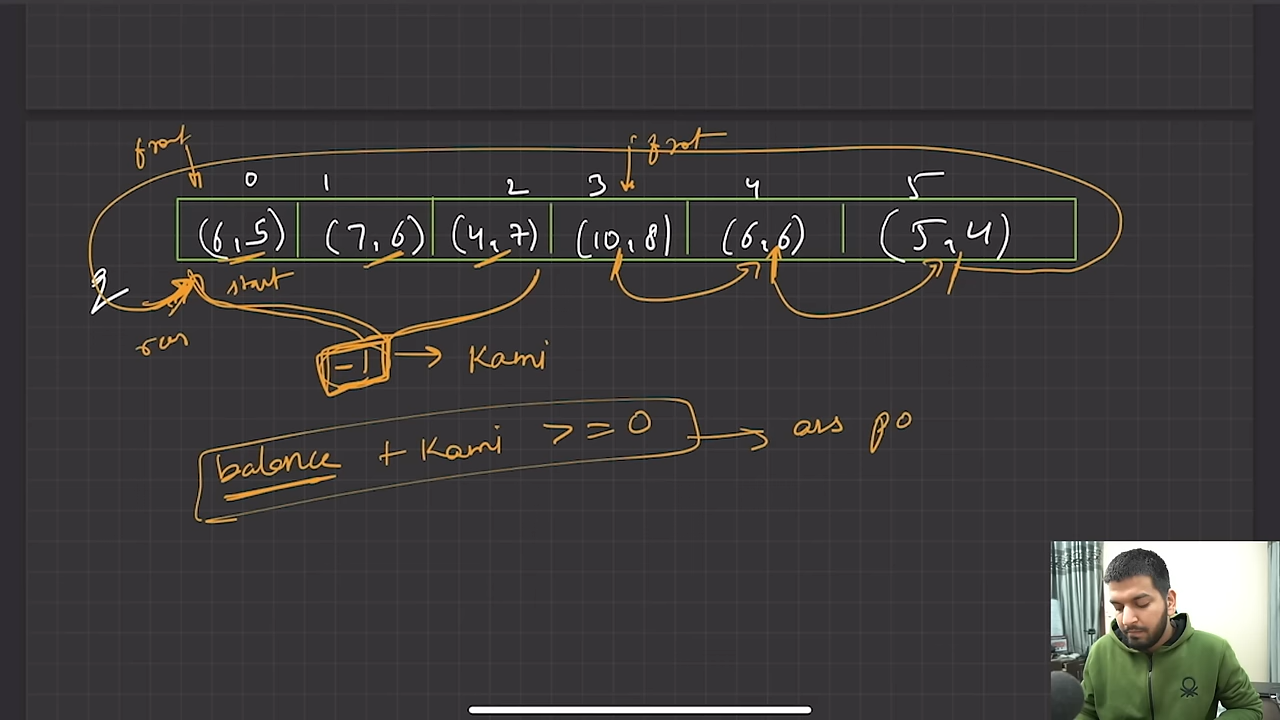 front front
0 1 2 3 4 5
(6,5) (7,6) (4,7) (10,8) (6,6) (5,4)
start
-1 → Kami
balance + Kami >= 0 → ans po